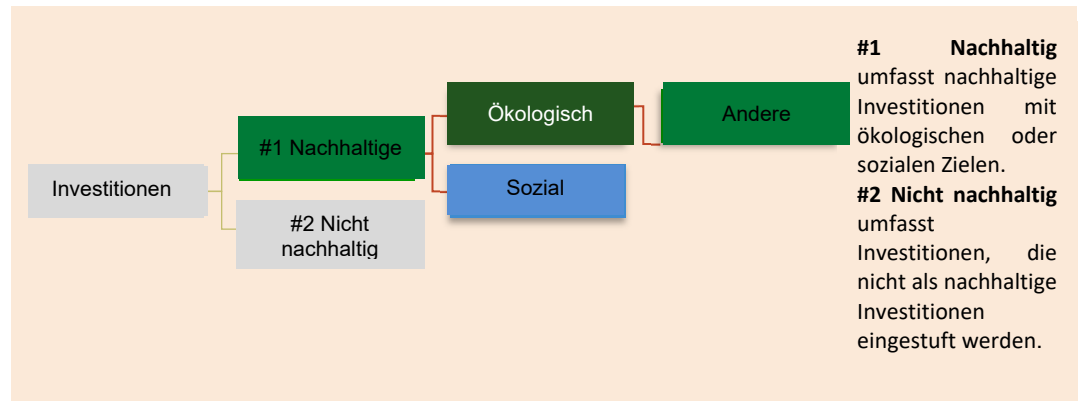 Investitionen
#1 Nachhaltige
#2 Nicht
nachhaltig
Ökologisch
Sozial
Andere
#1 Nachhaltig
umfasst nachhaltige
Investitionen mit
ökologischen oder
sozialen Zielen.
#2 Nicht nachhaltig
umfasst
Investitionen, die
nicht als nachhaltige
Investitionen
eingestuft werden.